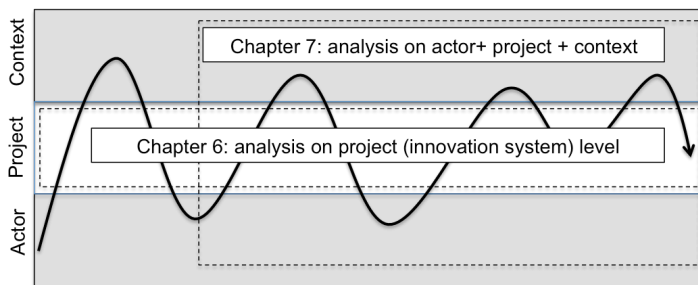 Context
Chapter 7: analysis on actor+ project + context
Project
Chapter 6: analysis on project (innovation system) level
Actor